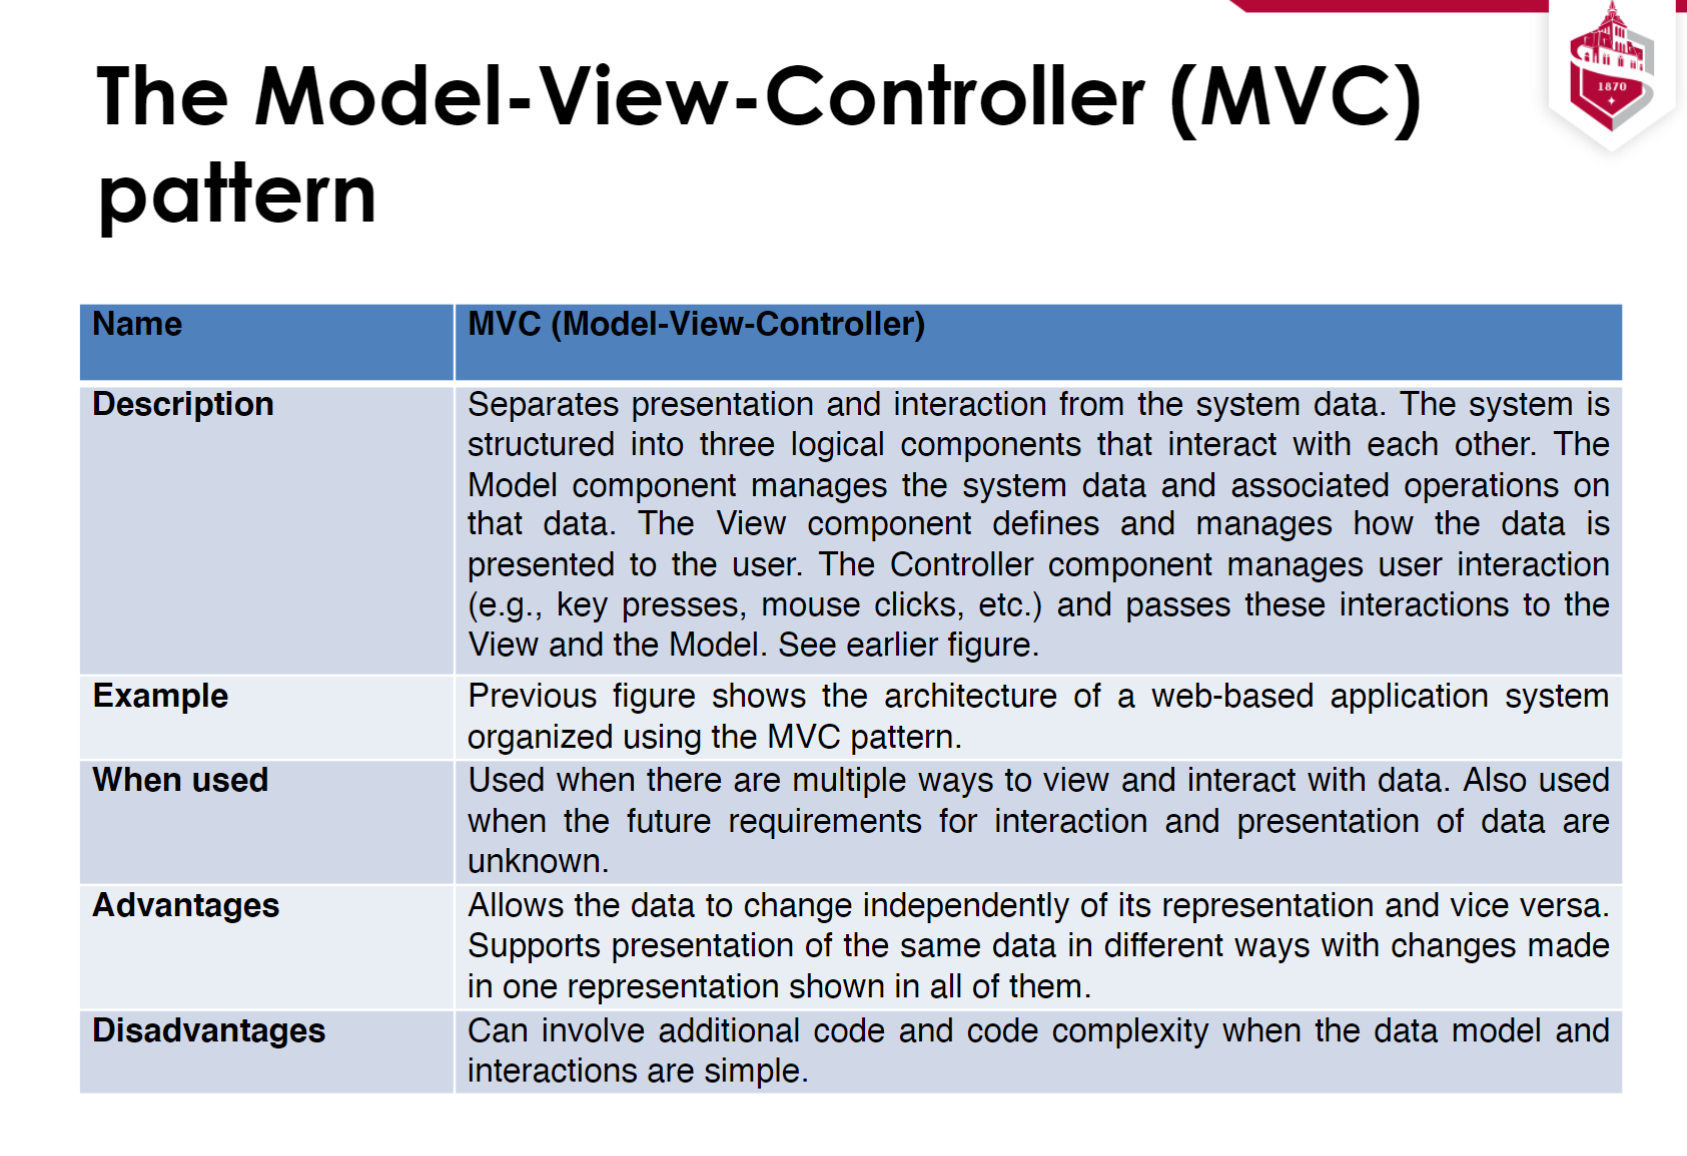 The Model-View-Controller (MVC)
pattern
1870
Name
MVC (Model-View-Controller)
Description
Separates presentation and interaction from the system data. The system is
structured into three logical components that interact with each other. The
Model component manages the system data and associated operations on
that data. The View component defines and manages how the data is
presented to the user. The Controller component manages user interaction
(e.g., key presses, mouse clicks, etc.) and passes these interactions to the
View and the Model. See earlier figure.
Example
Previous figure shows the architecture of a web-based application system
organized using the MVC pattern.
When used
Used when there are multiple ways to view and interact with data. Also used
when the future requirements for interaction and presentation of data are
unknown.
Advantages
Allows the data to change independently of its representation and vice versa.
Supports presentation of the same data in different ways with changes made
in one representation shown in all of them.
Disadvantages
Can involve additional code and code complexity when the data model and
interactions are simple.